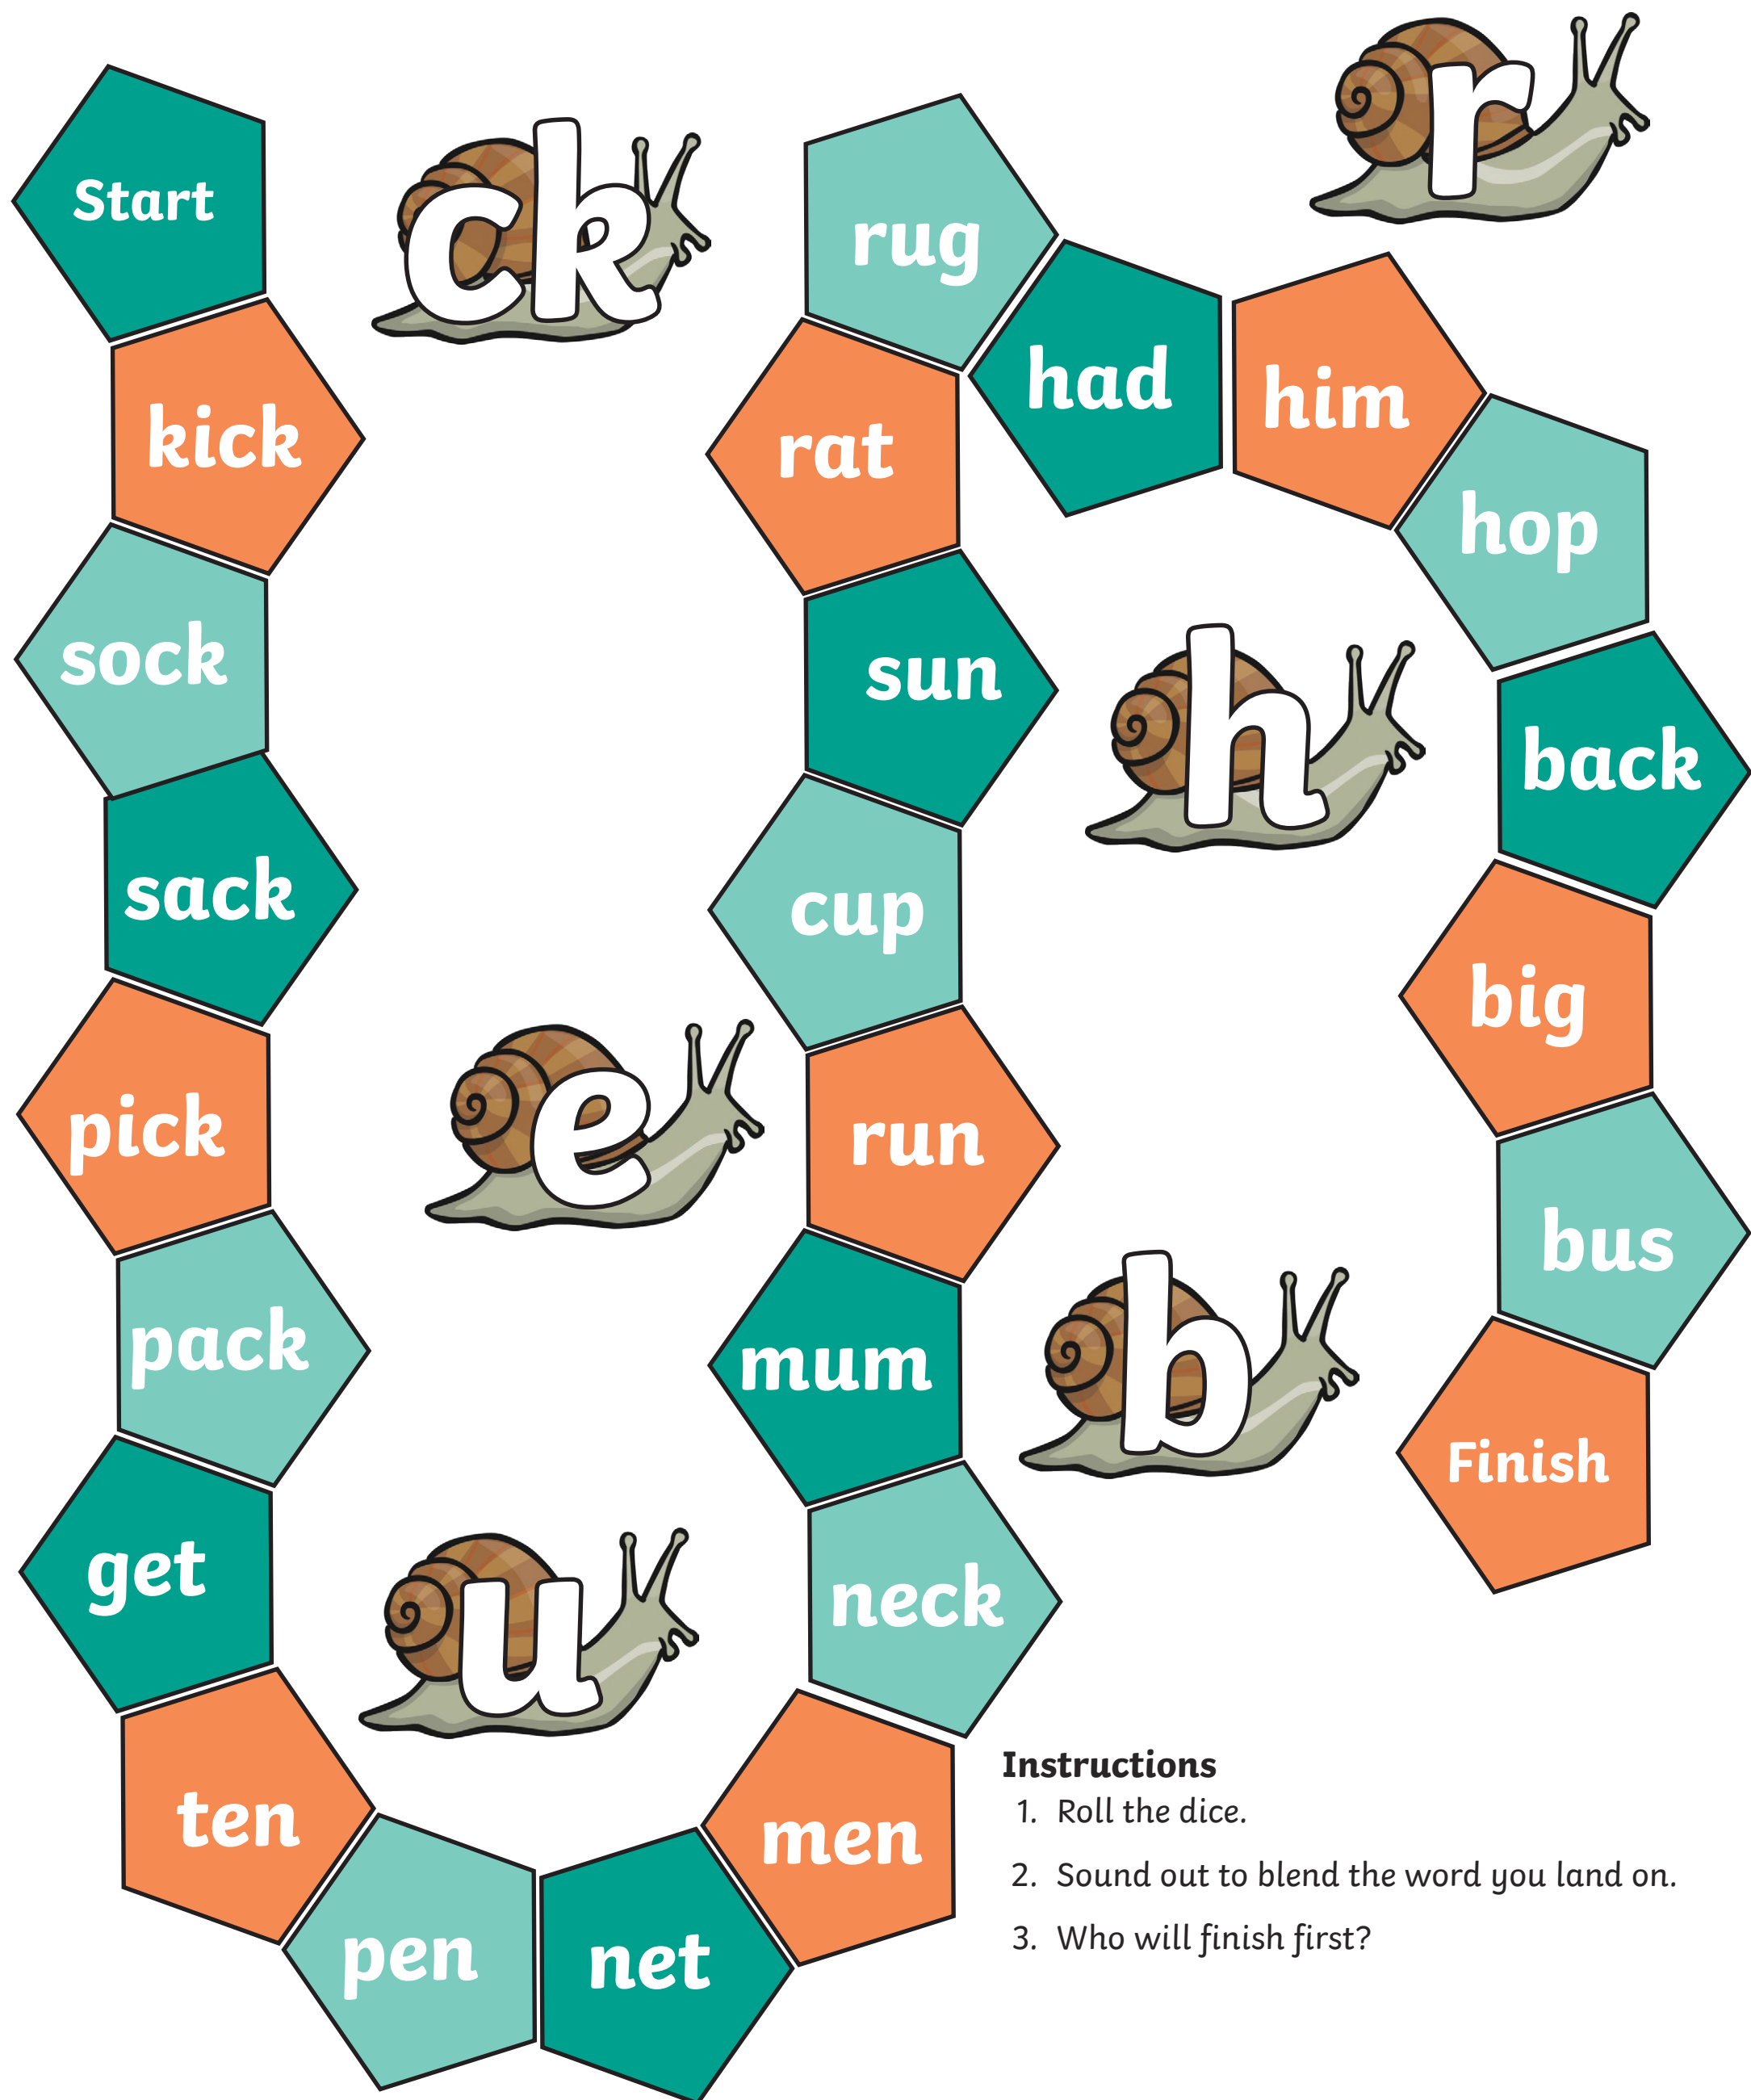 Start
kick
sock
sack
pick
pack
get
ten
pen
net
men
neck
mum
run
cup
sun
rat
rug
had
him
hop
back
big
bus
Finish
ck
e
u
r
h
b
Instructions
1. Roll the dice.
2. Sound out to blend the word you land on.
3. Who will finish first?